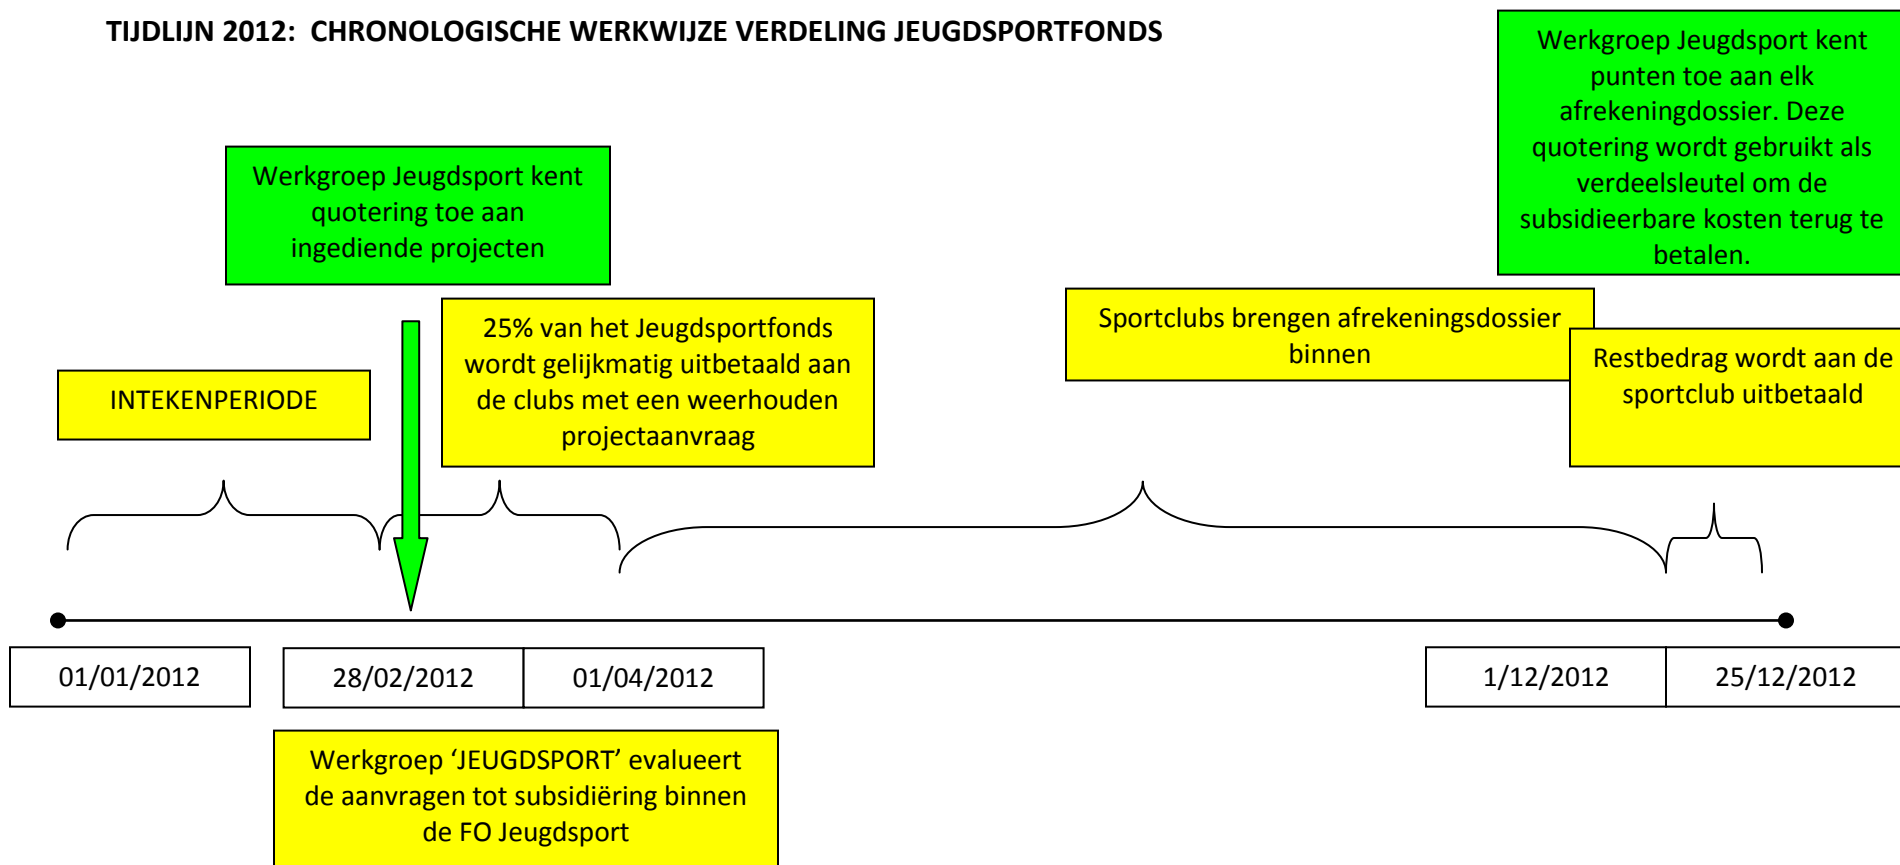 TIJDLIJN 2012:  CHRONOLOGISCHE WERKWIJZE VERDELING JEUGDSPORTFONDS
Werkgroep Jeugdsport kent
punten toe aan elk
afrekeningdossier. Deze
quotering wordt gebruikt als
verdeelsleutel om de
subsidieerbare kosten terug te
betalen.
Werkgroep Jeugdsport kent
quotering toe aan
ingediende projecten
25% van het Jeugdsportfonds
wordt gelijkmatig uitbetaald aan
de clubs met een weerhouden
projectaanvraag
Sportclubs brengen afrekeningsdossier
binnen
Restbedrag wordt aan de
sportclub uitbetaald
INTEKENPERIODE
01/01/2012
28/02/2012
01/04/2012
1/12/2012
25/12/2012
Werkgroep ‘JEUGDSPORT’ evalueert
de aanvragen tot subsidiëring binnen
de FO Jeugdsport